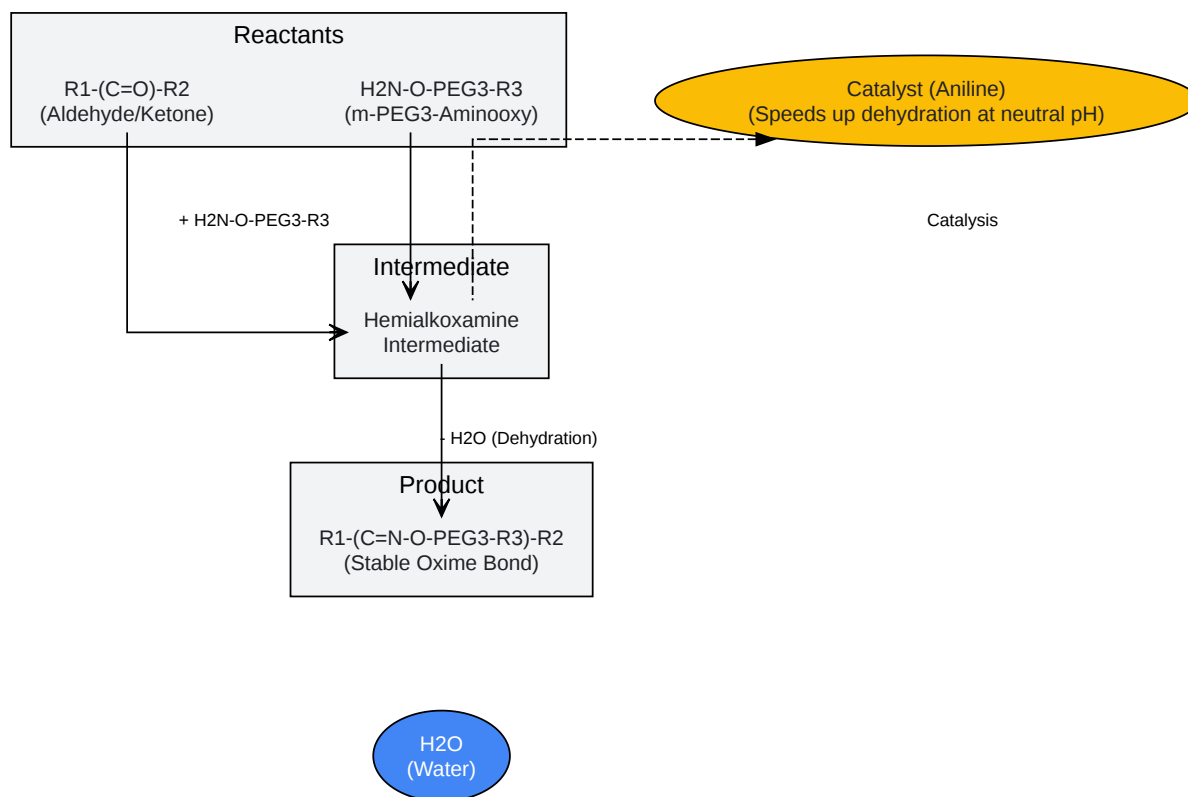 Reactants
R1-(C=O)-R2
(Aldehyde/Ketone)
H2N-O-PEG3-R3
(m-PEG3-Aminooxy)
Catalyst (Aniline)
(Speeds up dehydration at neutral pH)
+ H2N-O-PEG3-R3
Catalysis
Intermediate
Hemialkoxamine
Intermediate
- H2O (Dehydration)
Product
R1-(C=N-O-PEG3-R3)-R2
(Stable Oxime Bond)
H2O
(Water)